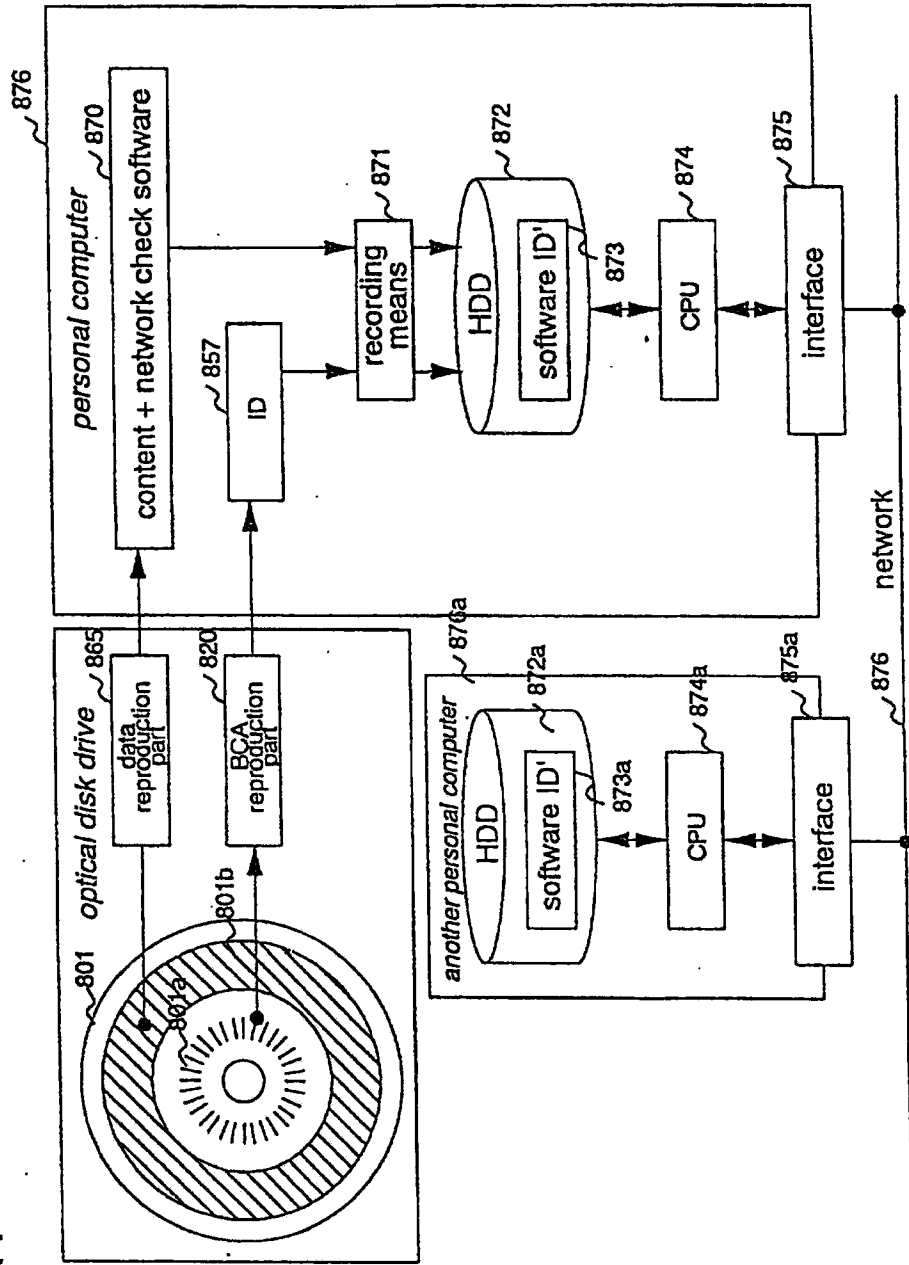 876
personal computer
870
content + network check software
857
ID
871
recording
means
872
HDD
software ID'
873
874
CPU
875
interface
optical disk drive
801
801a
801b
865
data
reproduction
part
820
BCA
reproduction
part
another personal computer
876a
872a
HDD
software ID'
873a
874a
CPU
875a
interface
network
876